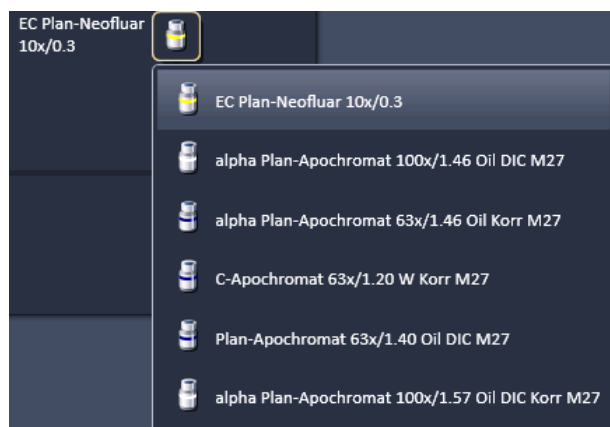 EC Plan-Neofluar
10x/0.3
EC Plan-Neofluar 10x/0.3
alpha Plan-Apochromat 100x/1.46 Oil DIC M27
alpha Plan-Apochromat 63x/1.46 Oil Korr M27
C-Apochromat 63x/1.20 W Korr M27
Plan-Apochromat 63x/1.40 Oil DIC M27
alpha Plan-Apochromat 100x/1.57 Oil DIC Korr M27